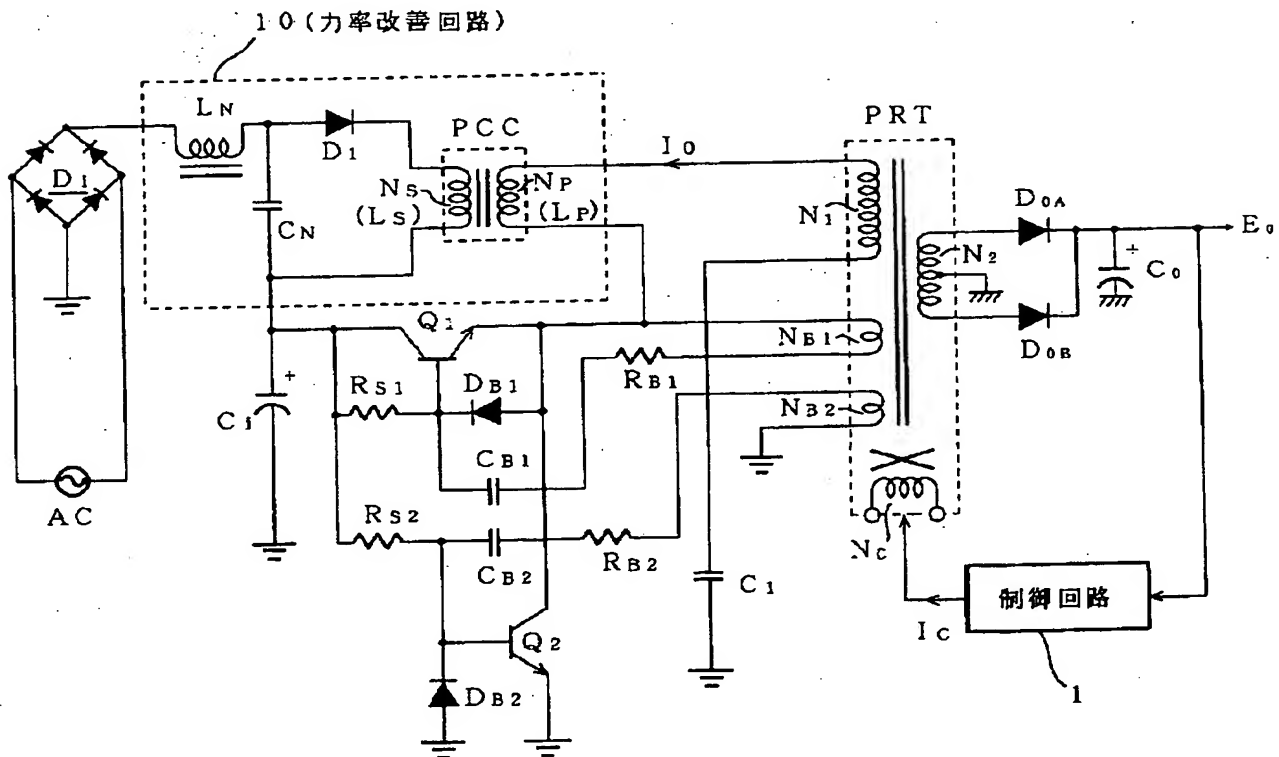 10(力率改善回路)
LN
PCC
PRT
D1
I0
Di
NS
(LS)
NP
(LP)
N1
D0A
E0
CN
N2
C0
Q1
D0B
NB1
RB1
RS1
DB1
NB2
Ci
CB1
AC
RS2
CB2
RB2
NC
C1
制御回路
IC
Q2
1
DB2